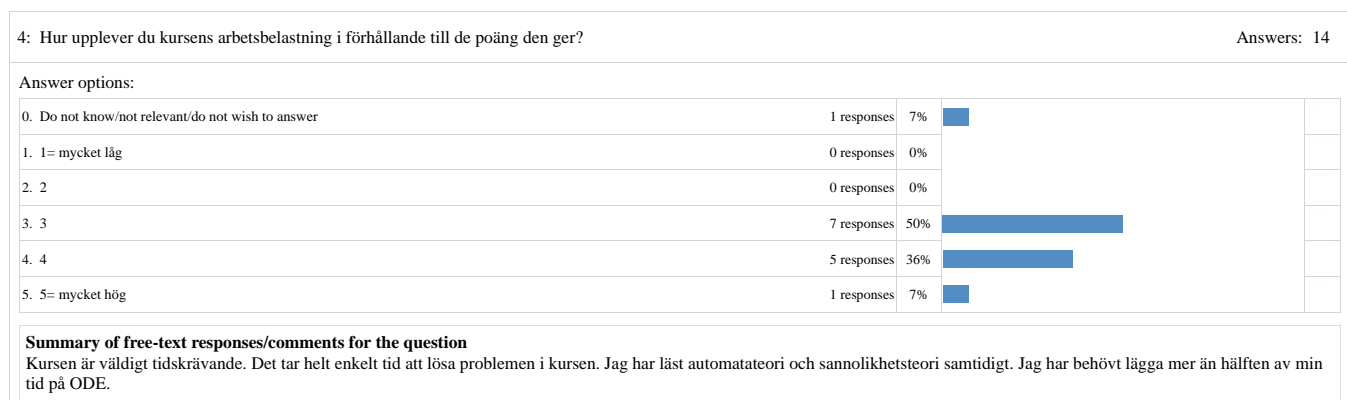 4: Hur upplever du kursens arbetsbelastning i förhållande till de poäng den ger? Answers: 14
Answer options:
0. Do not know/not relevant/do not wish to answer 1 responses 7%
1. 1= mycket låg 0 responses 0%
2. 2 0 responses 0%
3. 3 7 responses 50%
4. 4 5 responses 36%
5. 5= mycket hög 1 responses 7%
Summary of free-text responses/comments for the question
Kursen är väldigt tidskrävande. Det tar helt enkelt tid att lösa problemen i kursen. Jag har läst automatateori och sannolikhetsteori samtidigt. Jag har behövt lägga mer än hälften av min
tid på ODE.